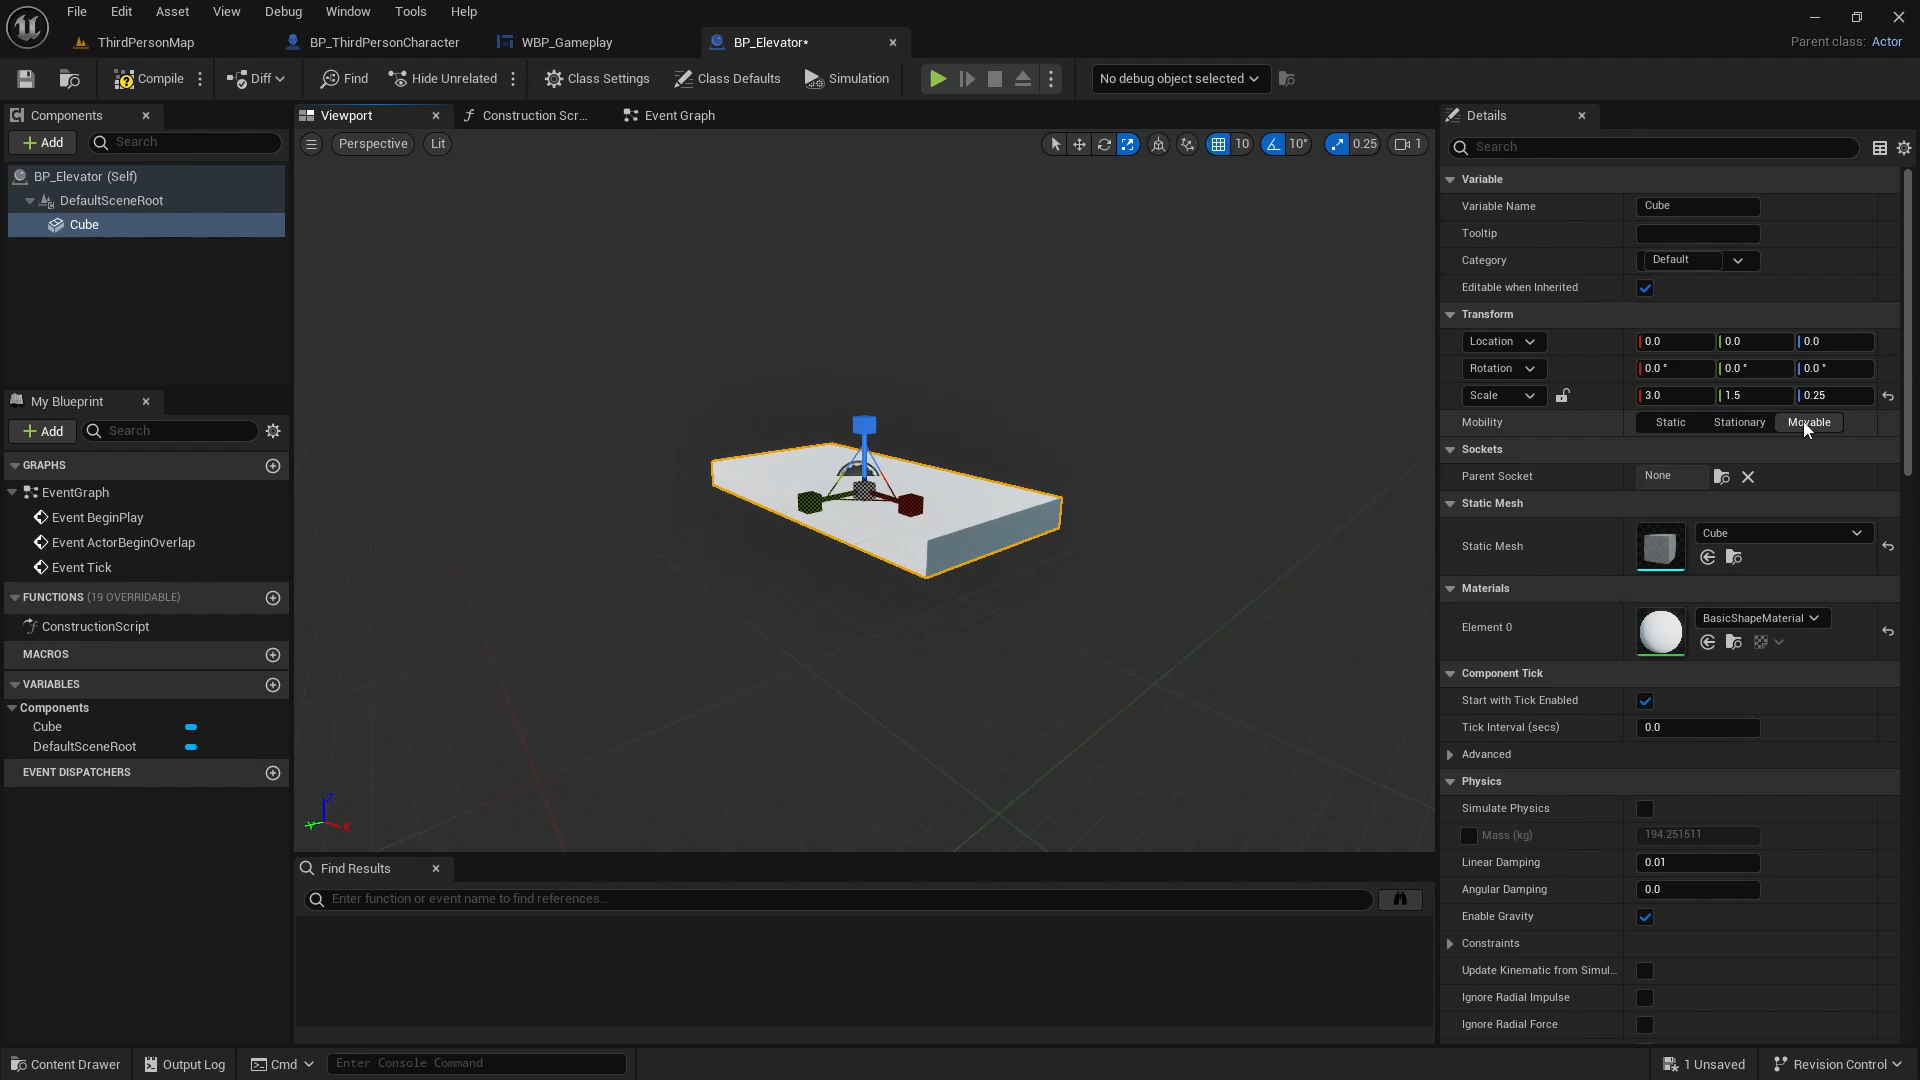 File Edit Asset View Debug Window Tools Help
ThirdPersonMap BP_ThirdPersonCharacter WBP_Gameplay BP_Elevator* Parent class: Actor
Compile Diff Find Hide Unrelated Class Settings Class Defaults Simulation No debug object selected
Components
Add Search
BP_Elevator (Self)
DefaultSceneRoot
Cube
My Blueprint
Add Search
GRAPHS
EventGraph
Event BeginPlay
Event ActorBeginOverlap
Event Tick
FUNCTIONS (19 OVERRIDABLE)
ConstructionScript
MACROS
VARIABLES
Components
Cube
DefaultSceneRoot
EVENT DISPATCHERS
Viewport Construction Scr... Event Graph
Perspective Lit 10 10° 0.25 1
Z
Y X
Find Results
Enter function or event name to find references...
Details
Search
Variable
Variable Name Cube
Tooltip
Category Default
Editable when Inherited
Transform
Location 0.0 0.0 0.0
Rotation 0.0 ° 0.0 ° 0.0 °
Scale 3.0 1.5 0.25
Mobility Static Stationary Movable
Sockets
Parent Socket None
Static Mesh
Static Mesh Cube
Materials
Element 0 BasicShapeMaterial
Component Tick
Start with Tick Enabled
Tick Interval (secs) 0.0
Advanced
Physics
Simulate Physics
Mass (kg) 194.251511
Linear Damping 0.01
Angular Damping 0.0
Enable Gravity
Constraints
Update Kinematic from Simul...
Ignore Radial Impulse
Ignore Radial Force
Content Drawer Output Log Cmd Enter Console Command 1 Unsaved Revision Control